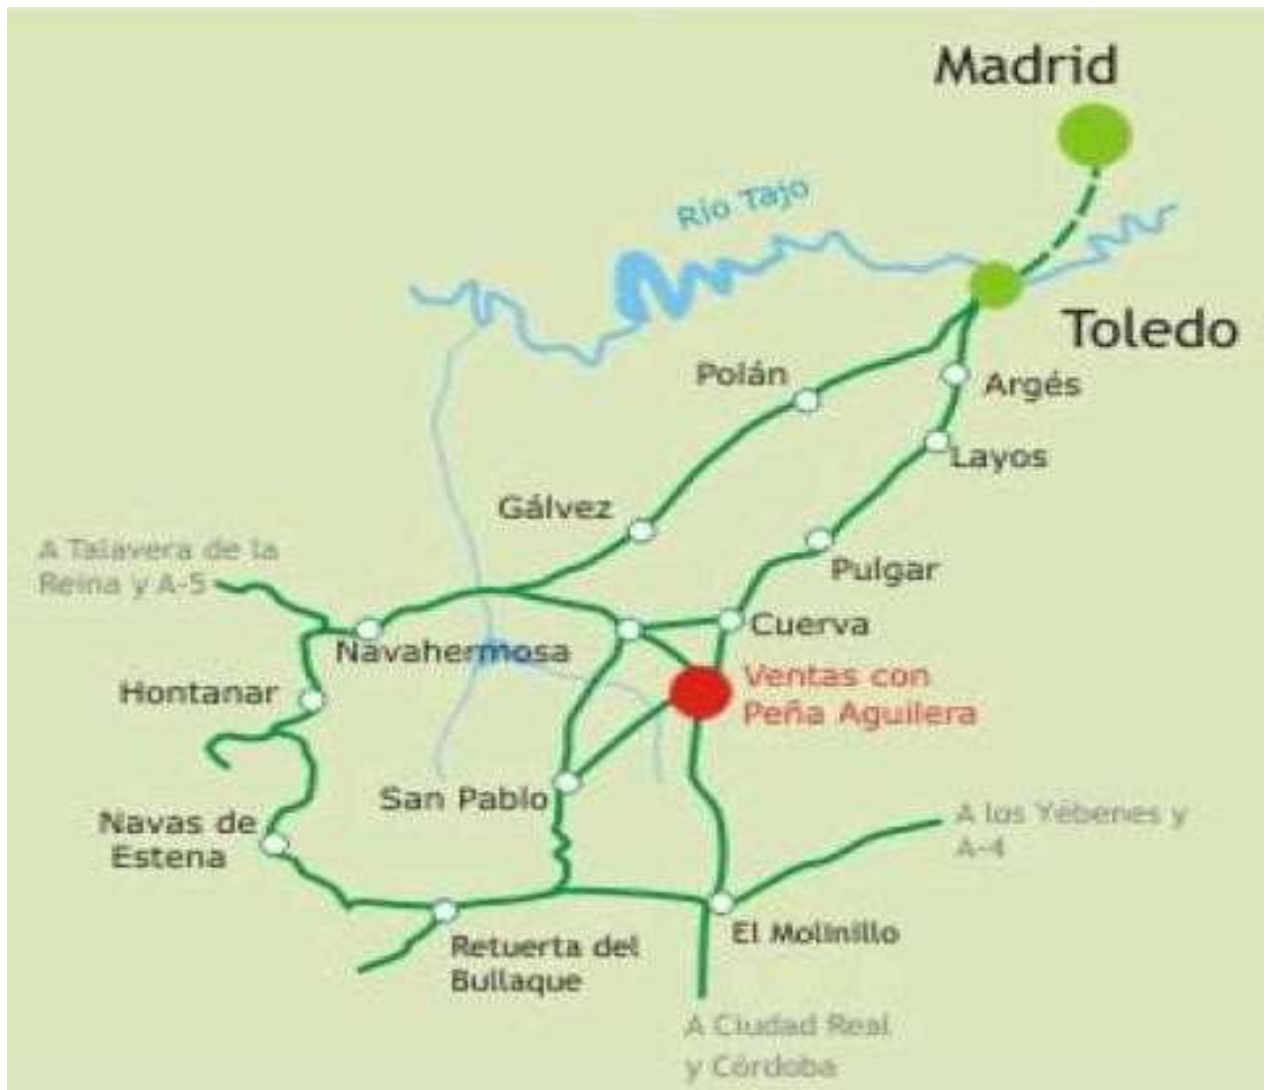 Madrid
Río Tajo
Toledo
Polán
Argés
Layos
Gálvez
A Talavera de la
Reina y A-5
Pulgar
Cuerva
Navahermosa
Ventas con
Peña Aguilera
Hontanar
San Pablo
Navas de
Estena
A los Yébenes y
A-4
El Molinillo
Retuerta del
Bullaque
A Ciudad Real
y Córdoba